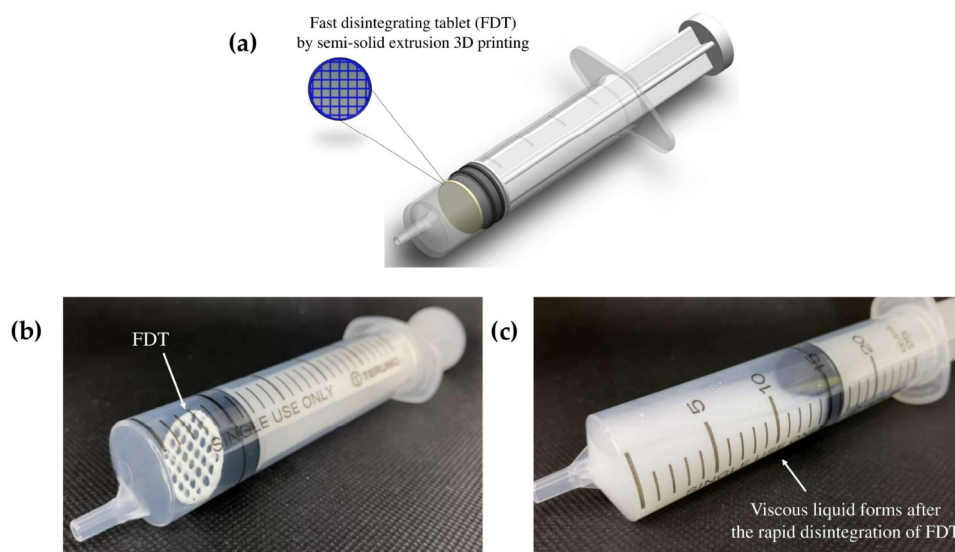 (a)
Fast disintegrating tablet (FDT)
by semi-solid extrusion 3D printing
(b)
FDT
SINGLE USE ONLY
TERUMO
(c)
5
10
15
20
Viscous liquid forms after
the rapid disintegration of FDT